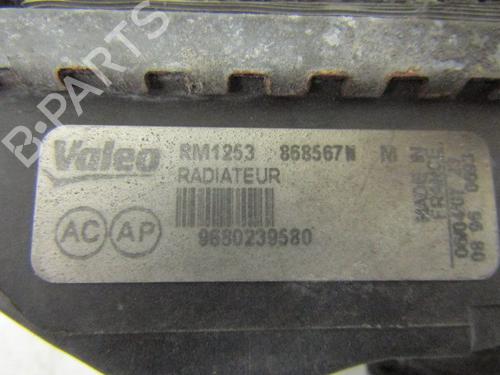 B-PARTS
Valeo RM1253 868567N M N
RADIATEUR
AC AP
9680239580
MADE IN
FRANCE